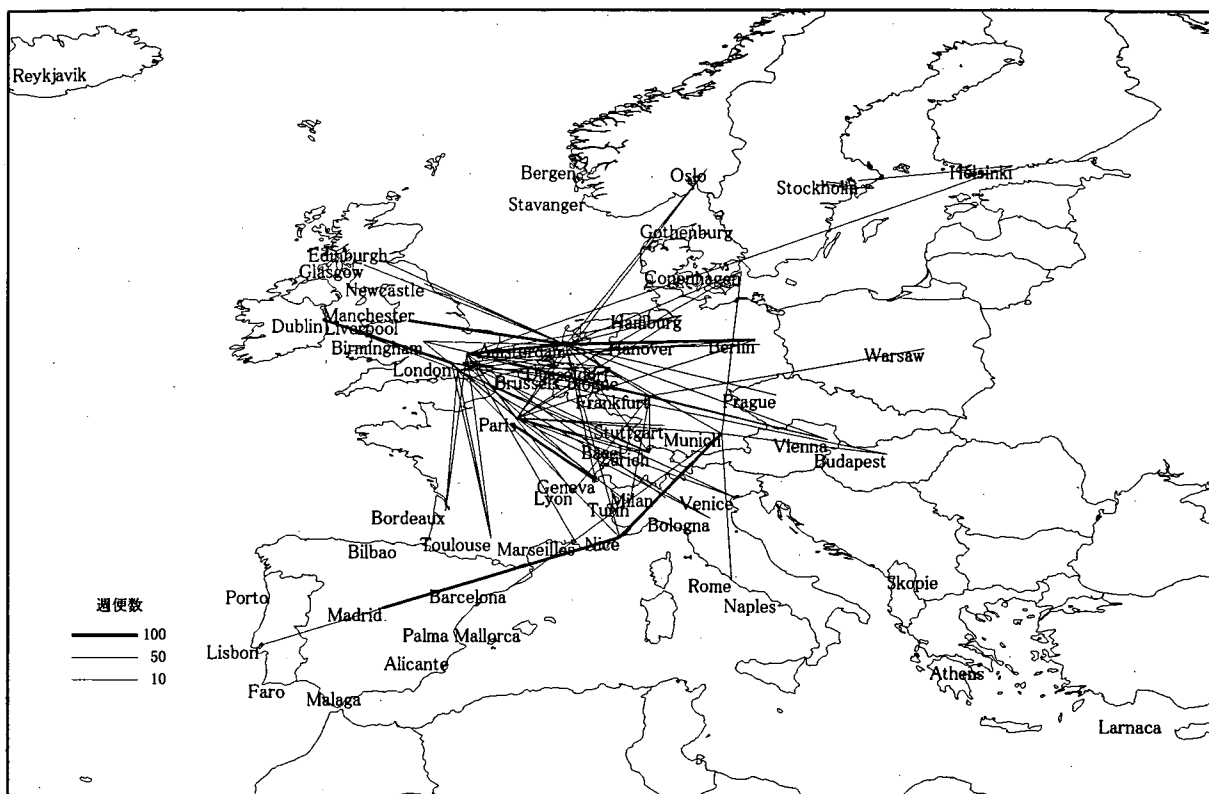 Reykjavik
Bergen
Oslo
Helsinki
Stockholm
Stavanger
Gothenburg
Edinburgh
Glasgow
Copenhagen
Newcastle
Manchester
Dublin
Liverpool
Hamburg
Birmingham
Amsterdam
Hanover
Berlin
Warsaw
London
Dusseldorf
Brussels
Cologne
Frankfurt
Prague
Paris
Stuttgart
Munich
Vienna
Basel
Zurich
Budapest
Geneva
Lyon
Milan
Venice
Turin
Bordeaux
Bologna
Toulouse
Marseilles
Nice
Bilbao
Rome
Skopie
Porto
週便数
Madrid
Barcelona
Naples
100
Palma Mallorca
50
Lisbon
Alicante
10
Athens
Faro
Malaga
Larnaca